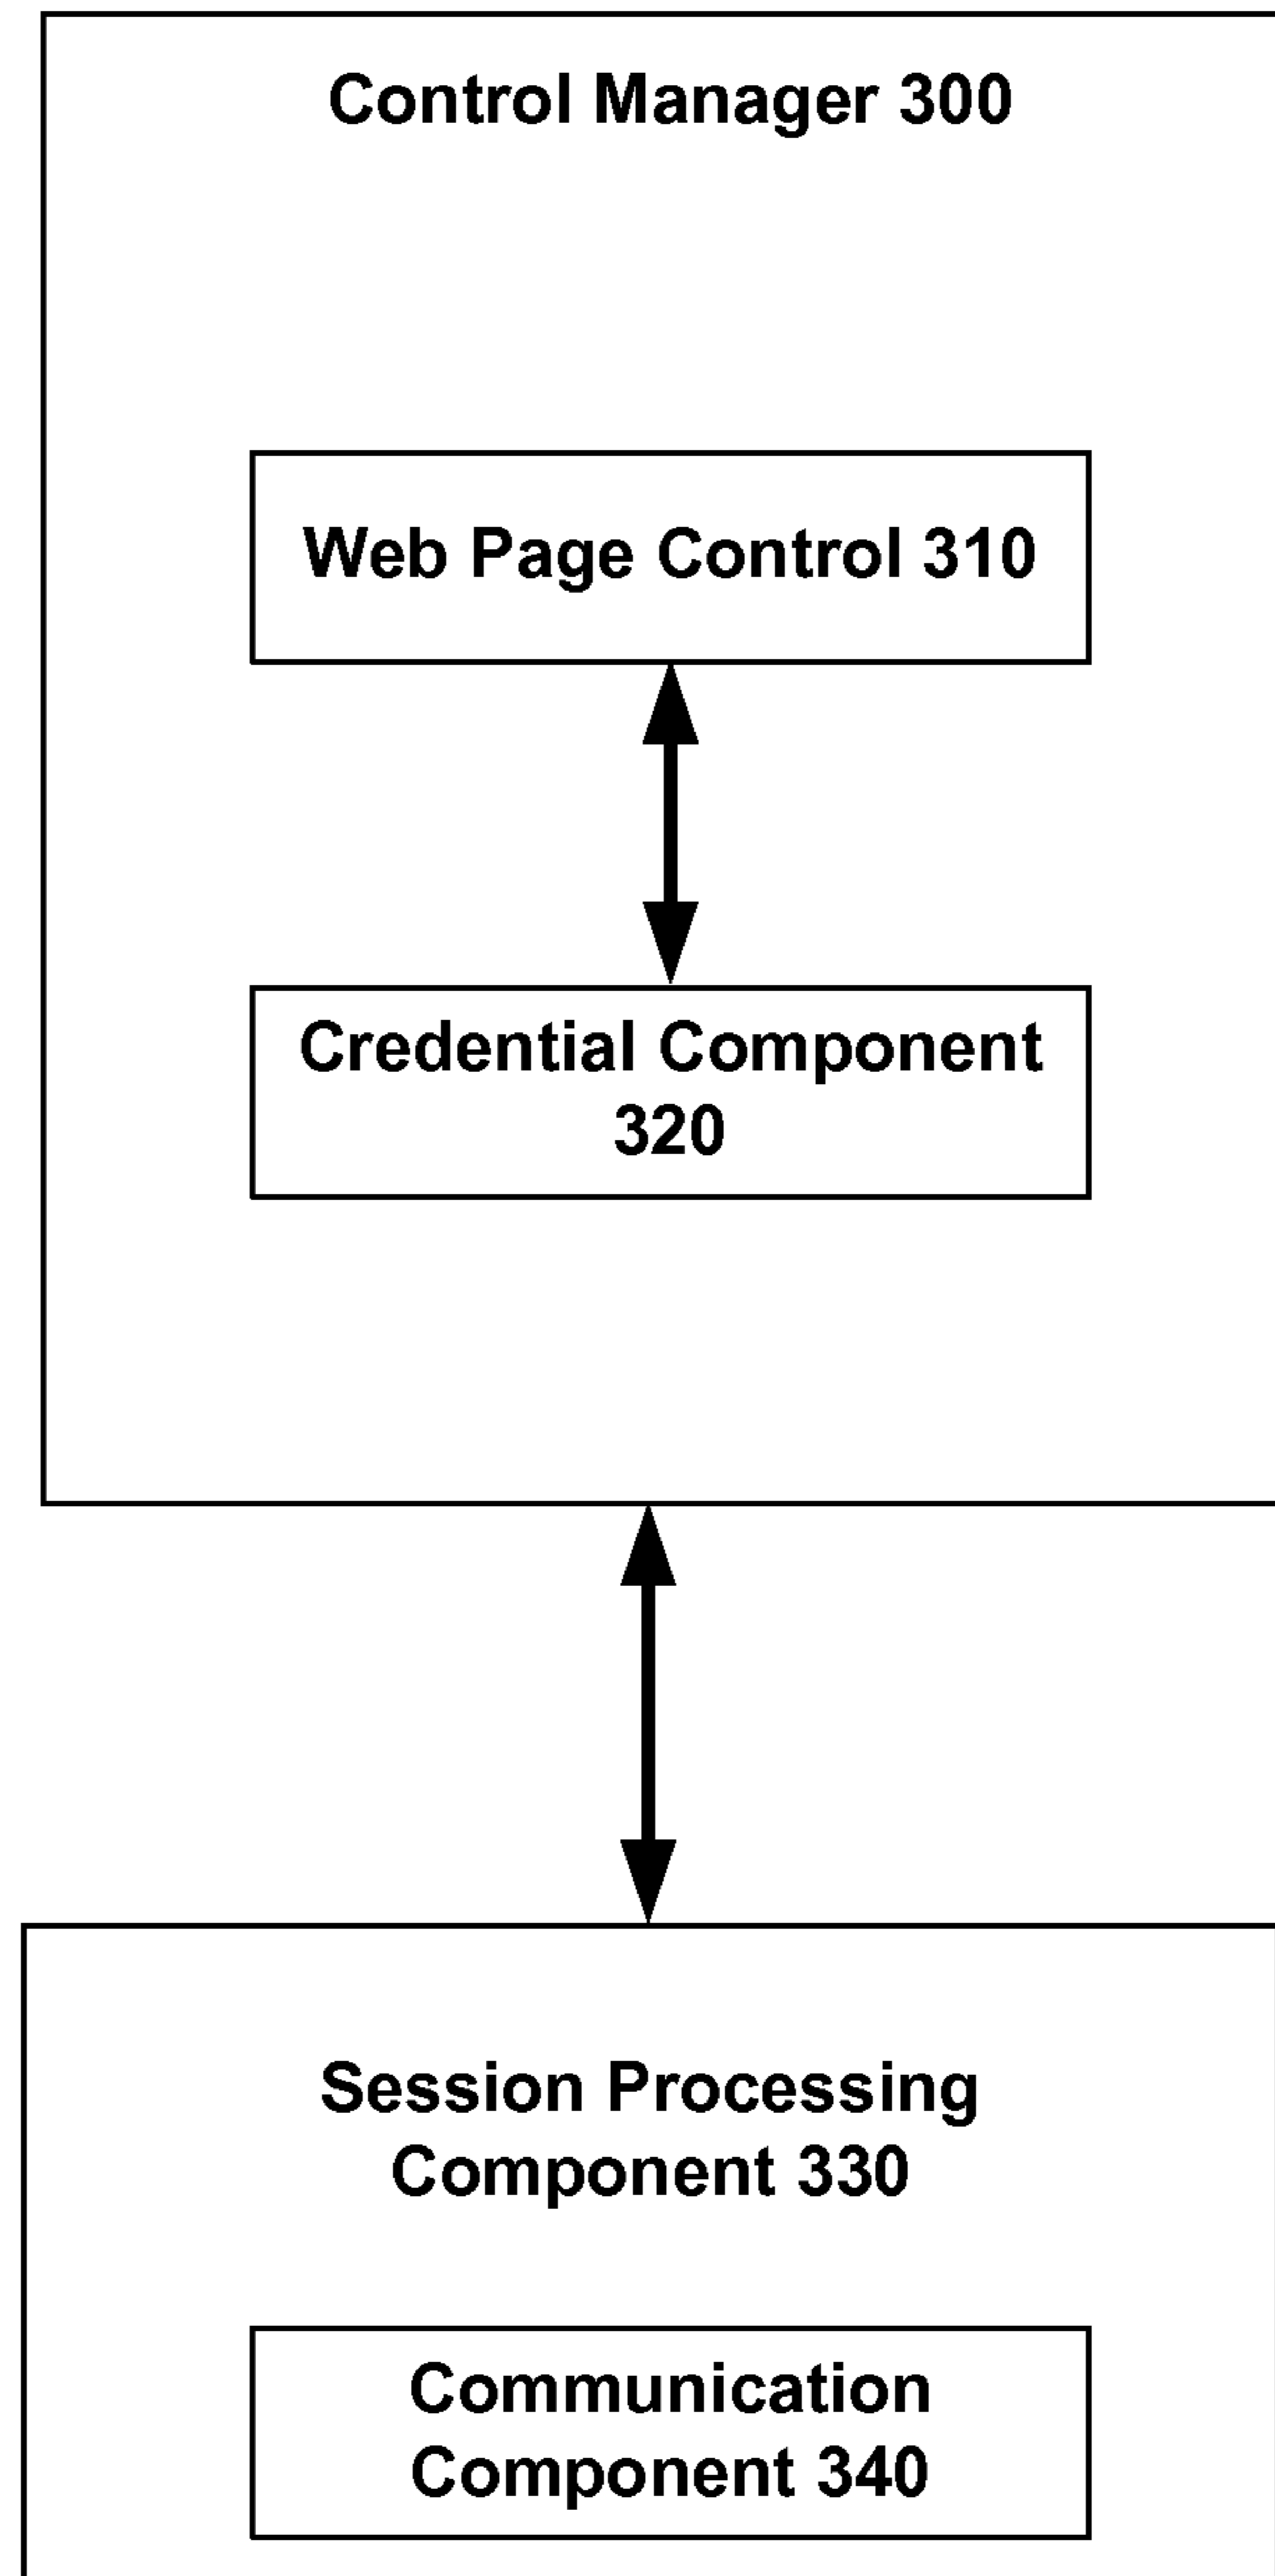 Control Manager 300
Web Page Control 310
Credential Component
320
Session Processing
Component 330
Communication
Component 340